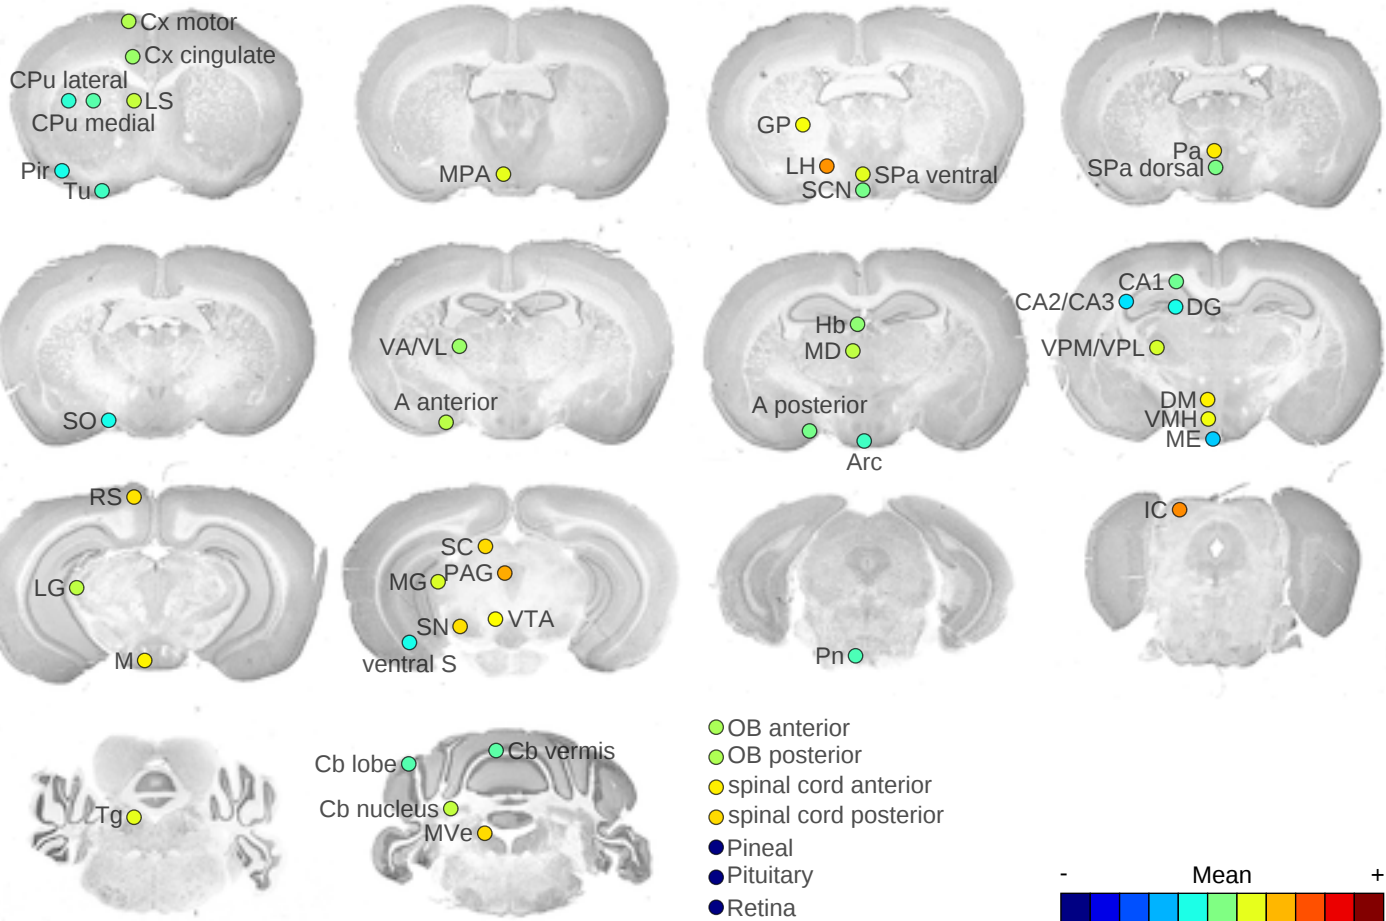 Cx motor
Cx cingulate
CPu lateral
LS
CPu medial
Pir
Tu
MPA
GP
LH
SPa ventral
SCN
Pa
SPa dorsal
SO
VA/VL
A anterior
Hb
MD
A posterior
Arc
CA1
CA2/CA3
DG
VPM/VPL
DM
VMH
ME
RS
LG
M
SC
PAG
MG
VTA
SN
ventral S
Pn
IC
Tg
Cb vermis
Cb lobe
Cb nucleus
MVe
OB anterior
OB posterior
spinal cord anterior
spinal cord posterior
Pineal
Pituitary
Retina
- Mean +